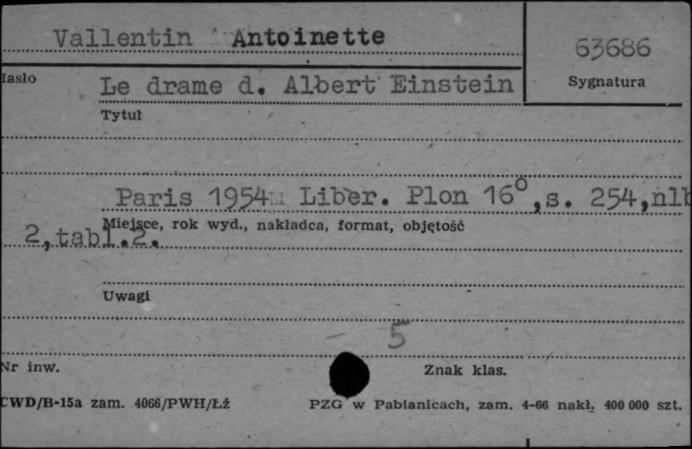 Vallentin Antoinette
63686
Hasło
Sygnatura
Le drame d. Albert Einstein
Tytuł
Paris 1954 Liber. Plon 16°, s. 254, nlb
Miejsce, rok wyd., nakładca, format, objętość
2, tabl. 2.
Uwagi
- 5
Nr inw.
Znak klas.
CWD/B-15a zam. 4066/PWH/Łż
PZG w Pabianicach, zam. 4-66 nakł. 400 000 szt.